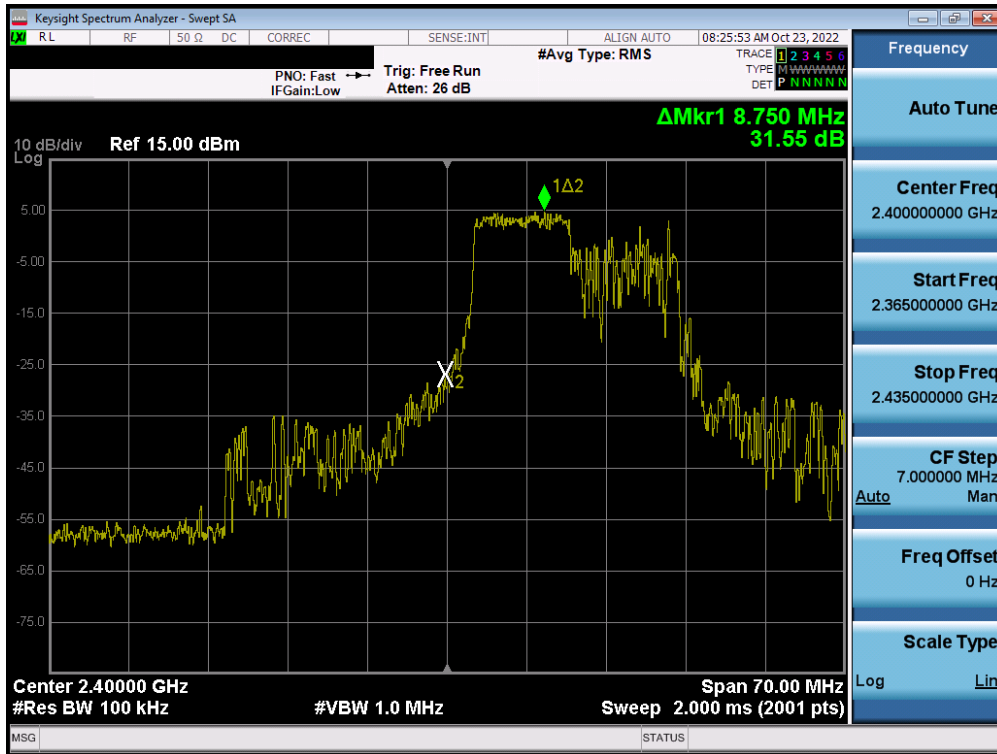 Keysight Spectrum Analyzer - Swept SA
LXI RL RF 50 Ω DC CORREC SENSE:INT ALIGN AUTO 08:25:53 AM Oct 23, 2022
PNO: Fast
IFGain:Low
Trig: Free Run
Atten: 26 dB
#Avg Type: RMS
TRACE 1 2 3 4 5 6
TYPE M WWWWW
DET P N N N N N
ΔMkr1 8.750 MHz
31.55 dB
10 dB/div
Log
Ref 15.00 dBm
1Δ2
5.00
-5.00
-15.0
-25.0
X2
-35.0
-45.0
-55.0
-65.0
-75.0
Center 2.40000 GHz
Span 70.00 MHz
#Res BW 100 kHz
#VBW 1.0 MHz
Sweep 2.000 ms (2001 pts)
MSG
STATUS
Frequency
Auto Tune
Center Freq
2.400000000 GHz
Start Freq
2.365000000 GHz
Stop Freq
2.435000000 GHz
CF Step
7.000000 MHz
Auto Man
Freq Offset
0 Hz
Scale Type
Log Lin